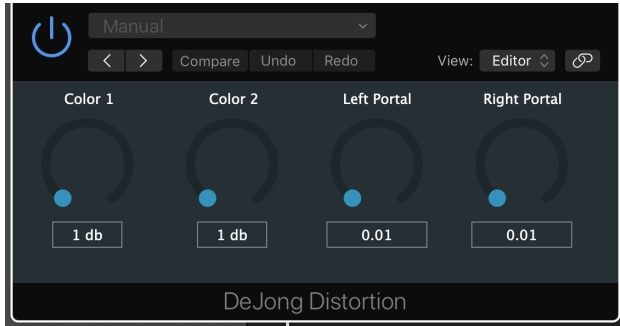 Manual
Compare Undo Redo View: Editor
Color 1 Color 2 Left Portal Right Portal
1 db 1 db 0.01 0.01
DeJong Distortion